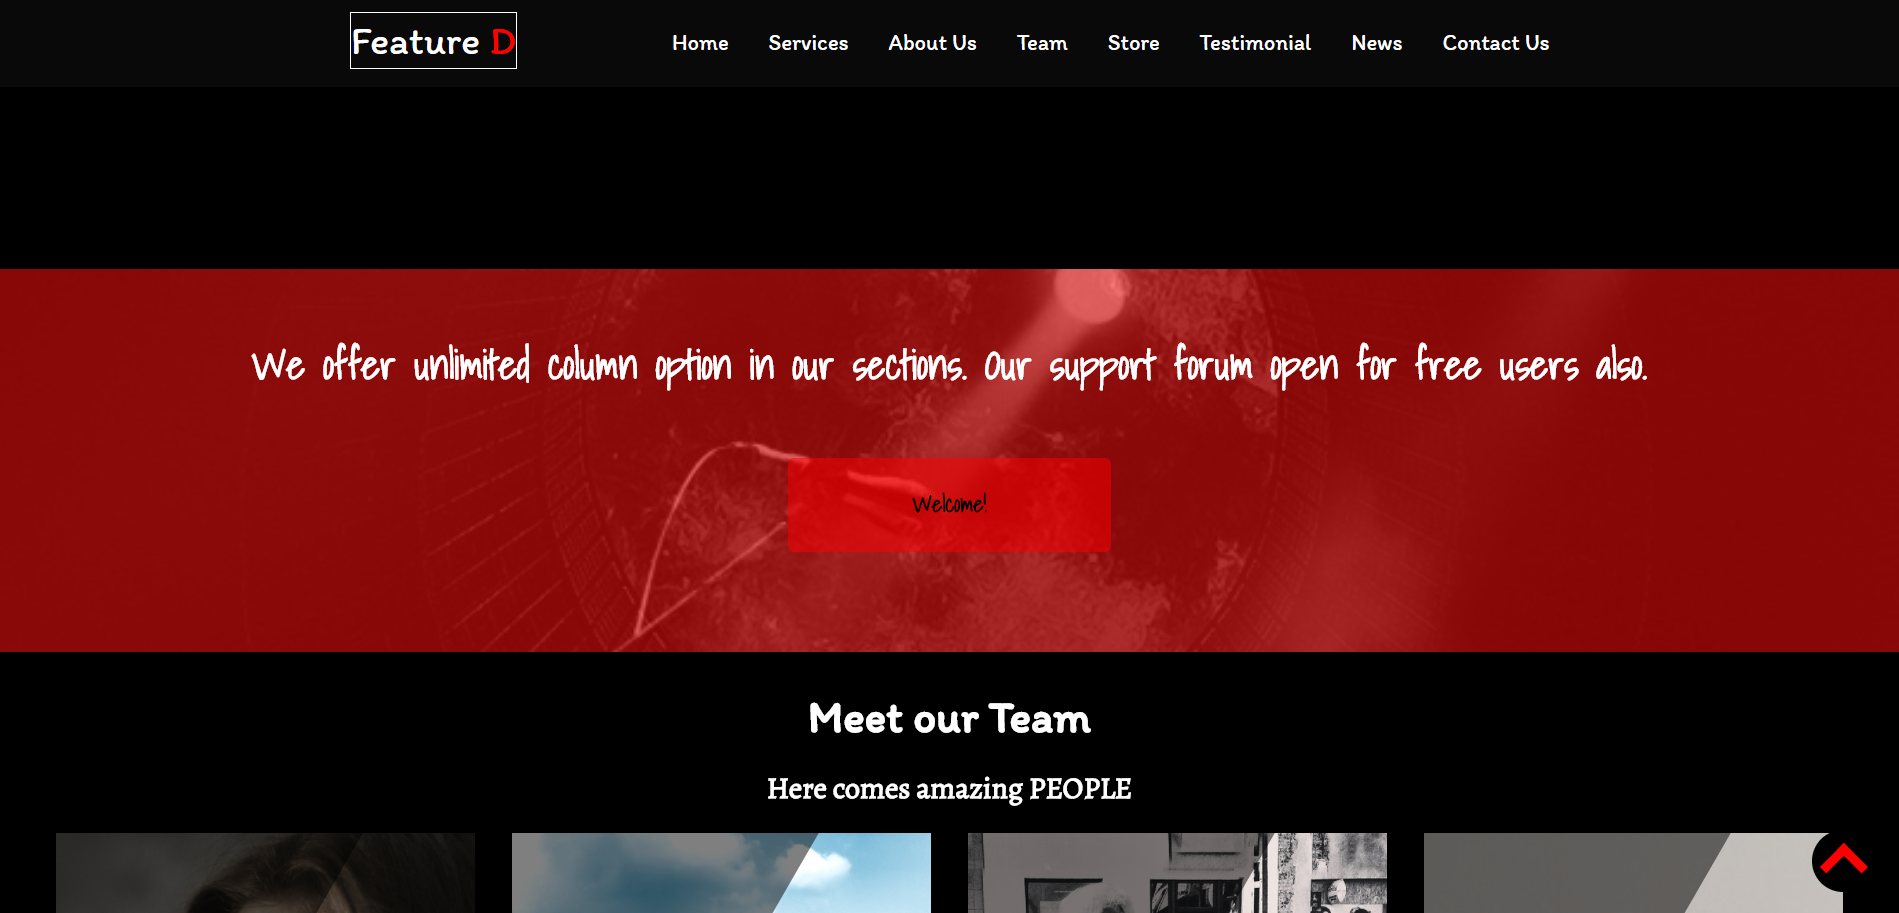 Feature D
Home Services About Us Team Store Testimonial News Contact Us
We offer unlimited column option in our sections. Our support forum open for free users also.
Welcome!
Meet our Team
Here comes amazing PEOPLE